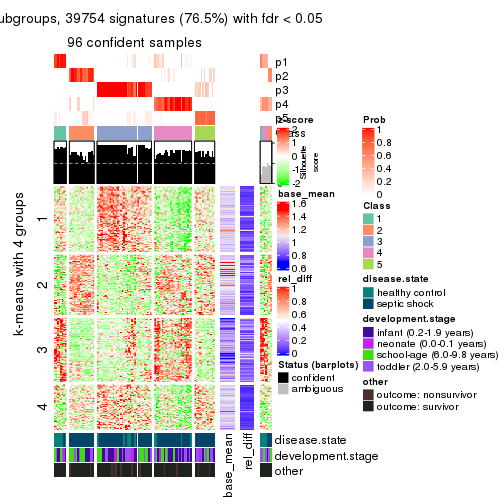 ubgroups, 39754 signatures (76.5%) with fdr < 0.05
96 confident samples
p1
p2
p3
p4
Class
z-score
2
1
0
-1
-2
Silhouette
score
Prob
1
0.8
0.6
0.4
0.2
0
base_mean
1.6
1.4
1.2
1
0.8
0.6
Class
1
2
3
4
5
k-means with 4 groups
1
2
3
4
rel_diff
1
0.8
0.6
0.4
0.2
0
disease.state
healthy control
septic shock
development.stage
infant (0.2-1.9 years)
neonate (0.0-0.1 years)
school-age (6.0-9.8 years)
toddler (2.0-5.9 years)
Status (barplots)
confident
ambiguous
other
outcome: nonsurvivor
outcome: survivor
disease.state
development.stage
other
base_mean
rel_diff